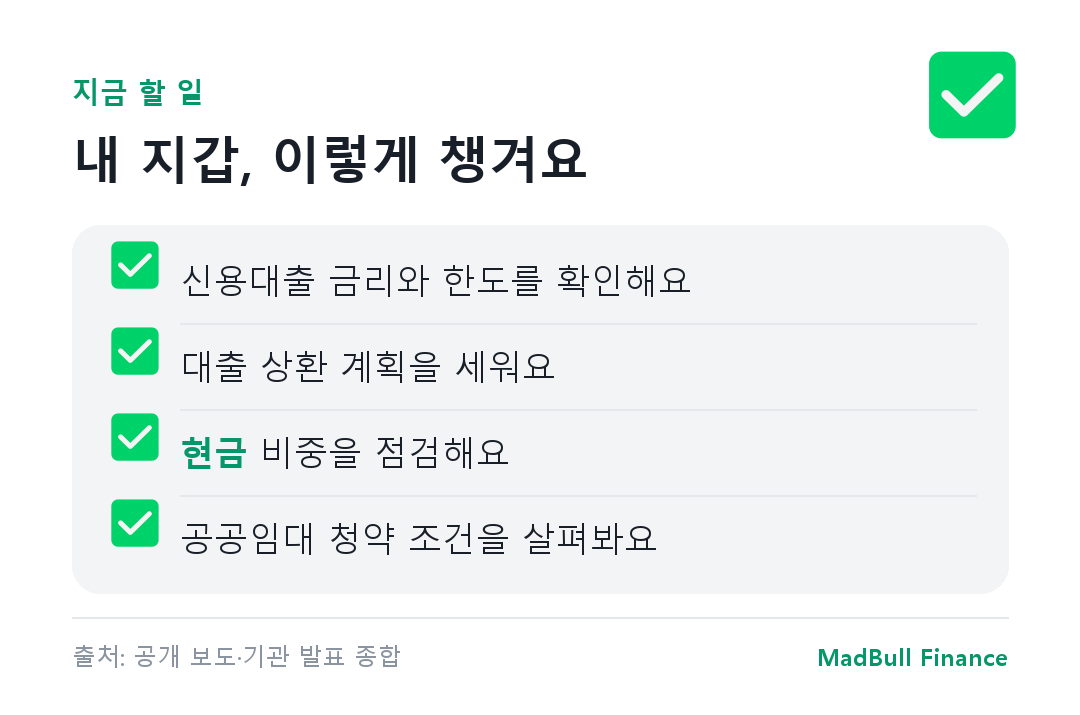 지금 할 일
내 지갑, 이렇게 챙겨요
신용대출 금리와 한도를 확인해요
대출 상환 계획을 세워요
현금 비중을 점검해요
공공임대 청약 조건을 살펴봐요
출처: 공개 보도·기관 발표 종합
MadBull Finance